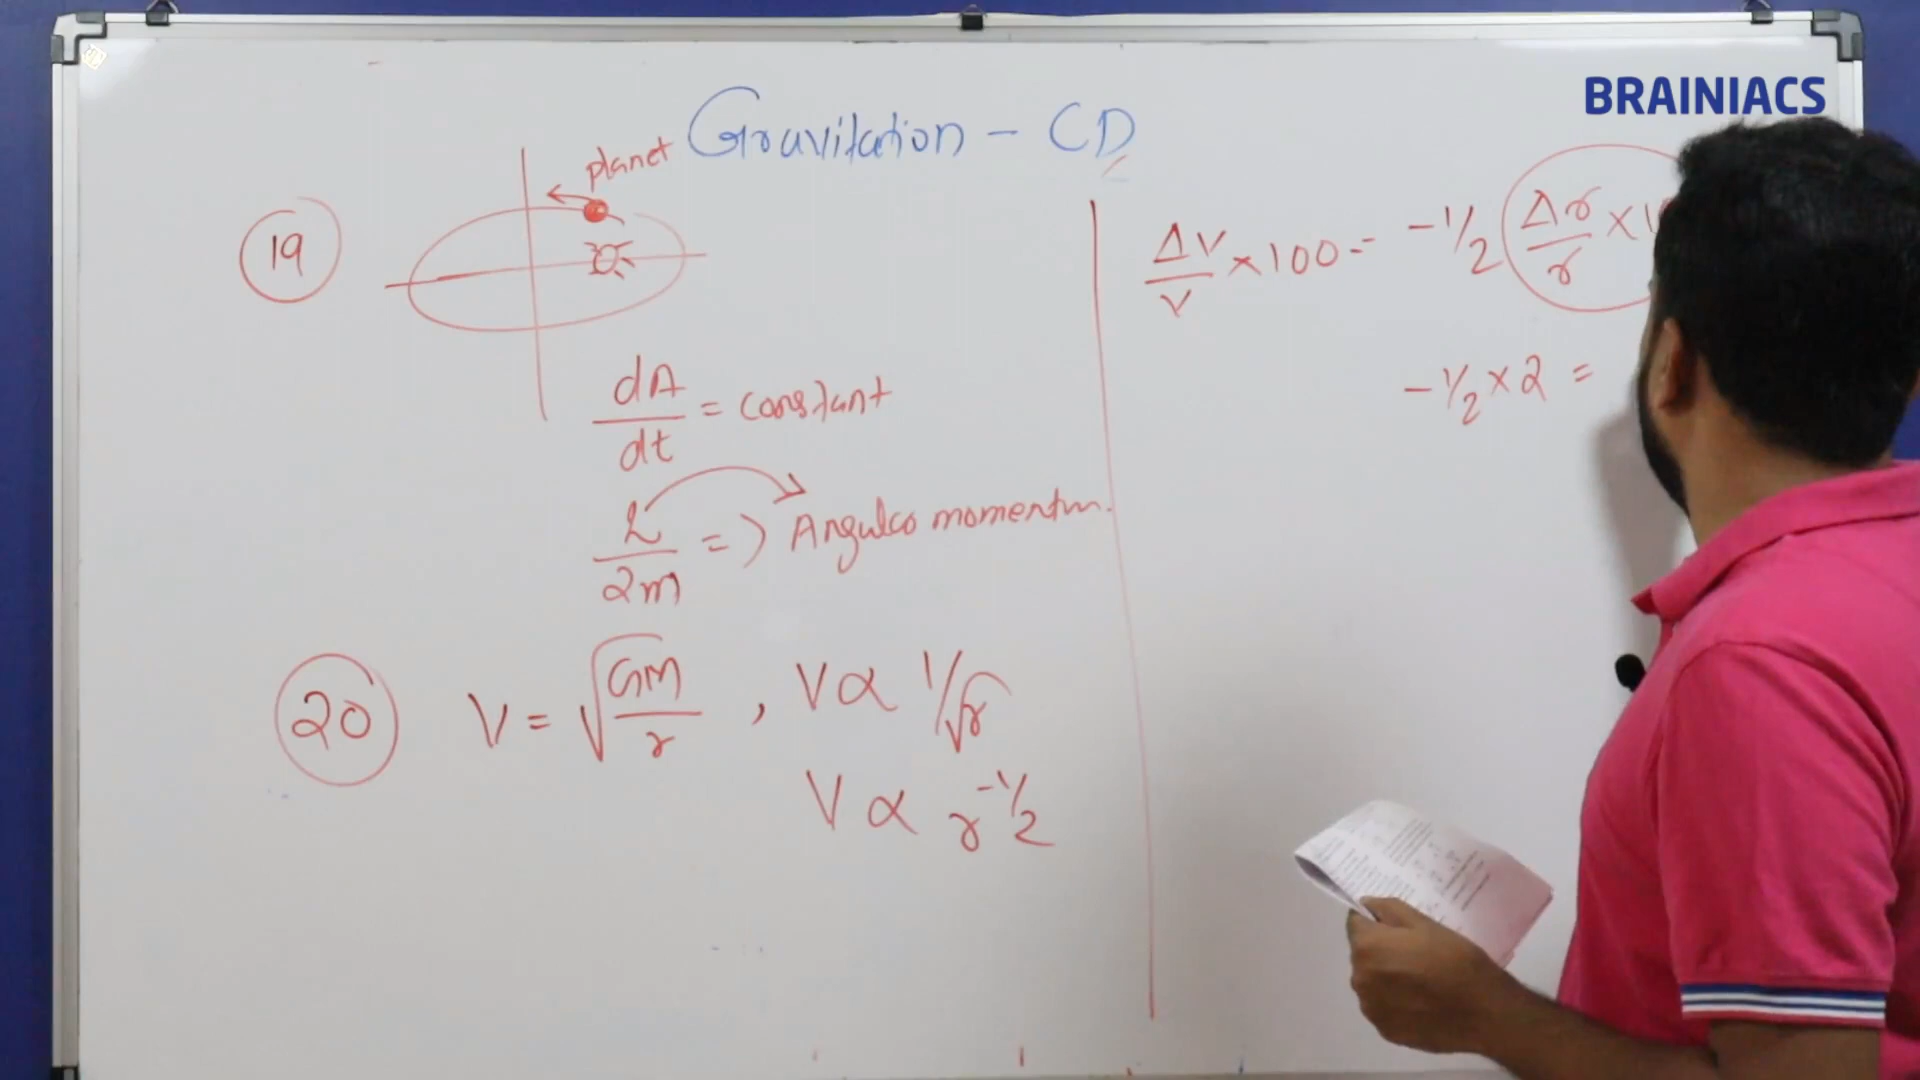 BRAINIACS
Gravitation - CD
19
planet
dA/dt = constant
L/2m => Angular momentum.
20
V = √(GM/r) , V ∝ 1/√r
V ∝ r^-1/2
ΔV/V × 100 = -1/2 Δr/r × 1
-1/2 × 2 =